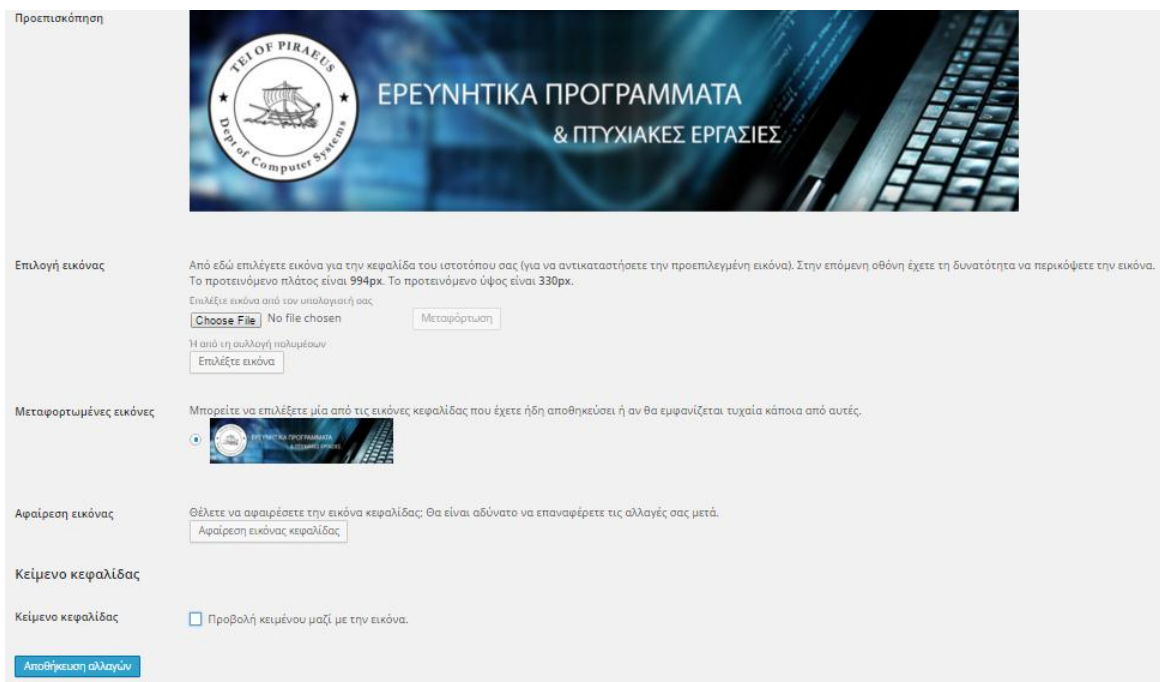 Προεπισκόπηση
TEI OF PIRAEUS
Dept of Computer Systems
ΕΡΕΥΝΗΤΙΚΑ ΠΡΟΓΡΑΜΜΑΤΑ
& ΠΤΥΧΙΑΚΕΣ ΕΡΓΑΣΙΕΣ
Επιλογή εικόνας
Από εδώ επιλέγετε εικόνα για την κεφαλίδα του ιστοτόπου σας (για να αντικαταστήσετε την προεπιλεγμένη εικόνα). Στην επόμενη οθόνη έχετε τη δυνατότητα να περικόψετε την εικόνα.
Το προτεινόμενο πλάτος είναι 994px. Το προτεινόμενο ύψος είναι 330px.
Επιλέξτε εικόνα από τον υπολογιστή σας
Choose File No file chosen Μεταφόρτωση
Ή από τη συλλογή πολυμέσων
Επιλέξτε εικόνα
Μεταφορτωμένες εικόνες
Μπορείτε να επιλέξετε μία από τις εικόνες κεφαλίδας που έχετε ήδη αποθηκεύσει ή αν θα εμφανίζεται τυχαία κάποια από αυτές.
ΕΡΕΥΝΗΤΙΚΑ ΠΡΟΓΡΑΜΜΑΤΑ
& ΠΤΥΧΙΑΚΕΣ ΕΡΓΑΣΙΕΣ
Αφαίρεση εικόνας
Θέλετε να αφαιρέσετε την εικόνα κεφαλίδας; Θα είναι αδύνατο να επαναφέρετε τις αλλαγές σας μετά.
Αφαίρεση εικόνας κεφαλίδας
Κείμενο κεφαλίδας
Κείμενο κεφαλίδας
Προβολή κειμένου μαζί με την εικόνα.
Αποθήκευση αλλαγών